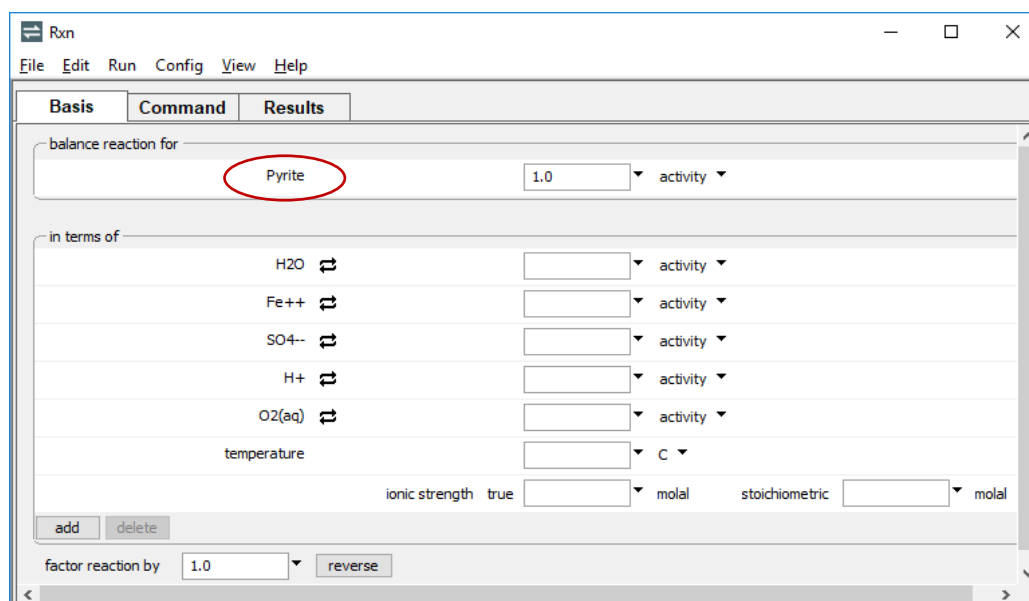 Rxn
File Edit Run Config View Help
Basis Command Results
balance reaction for
Pyrite 1.0 activity
in terms of
H2O activity
Fe++ activity
SO4-- activity
H+ activity
O2(aq) activity
temperature C
ionic strength true molal stoichiometric molal
add delete
factor reaction by 1.0 reverse